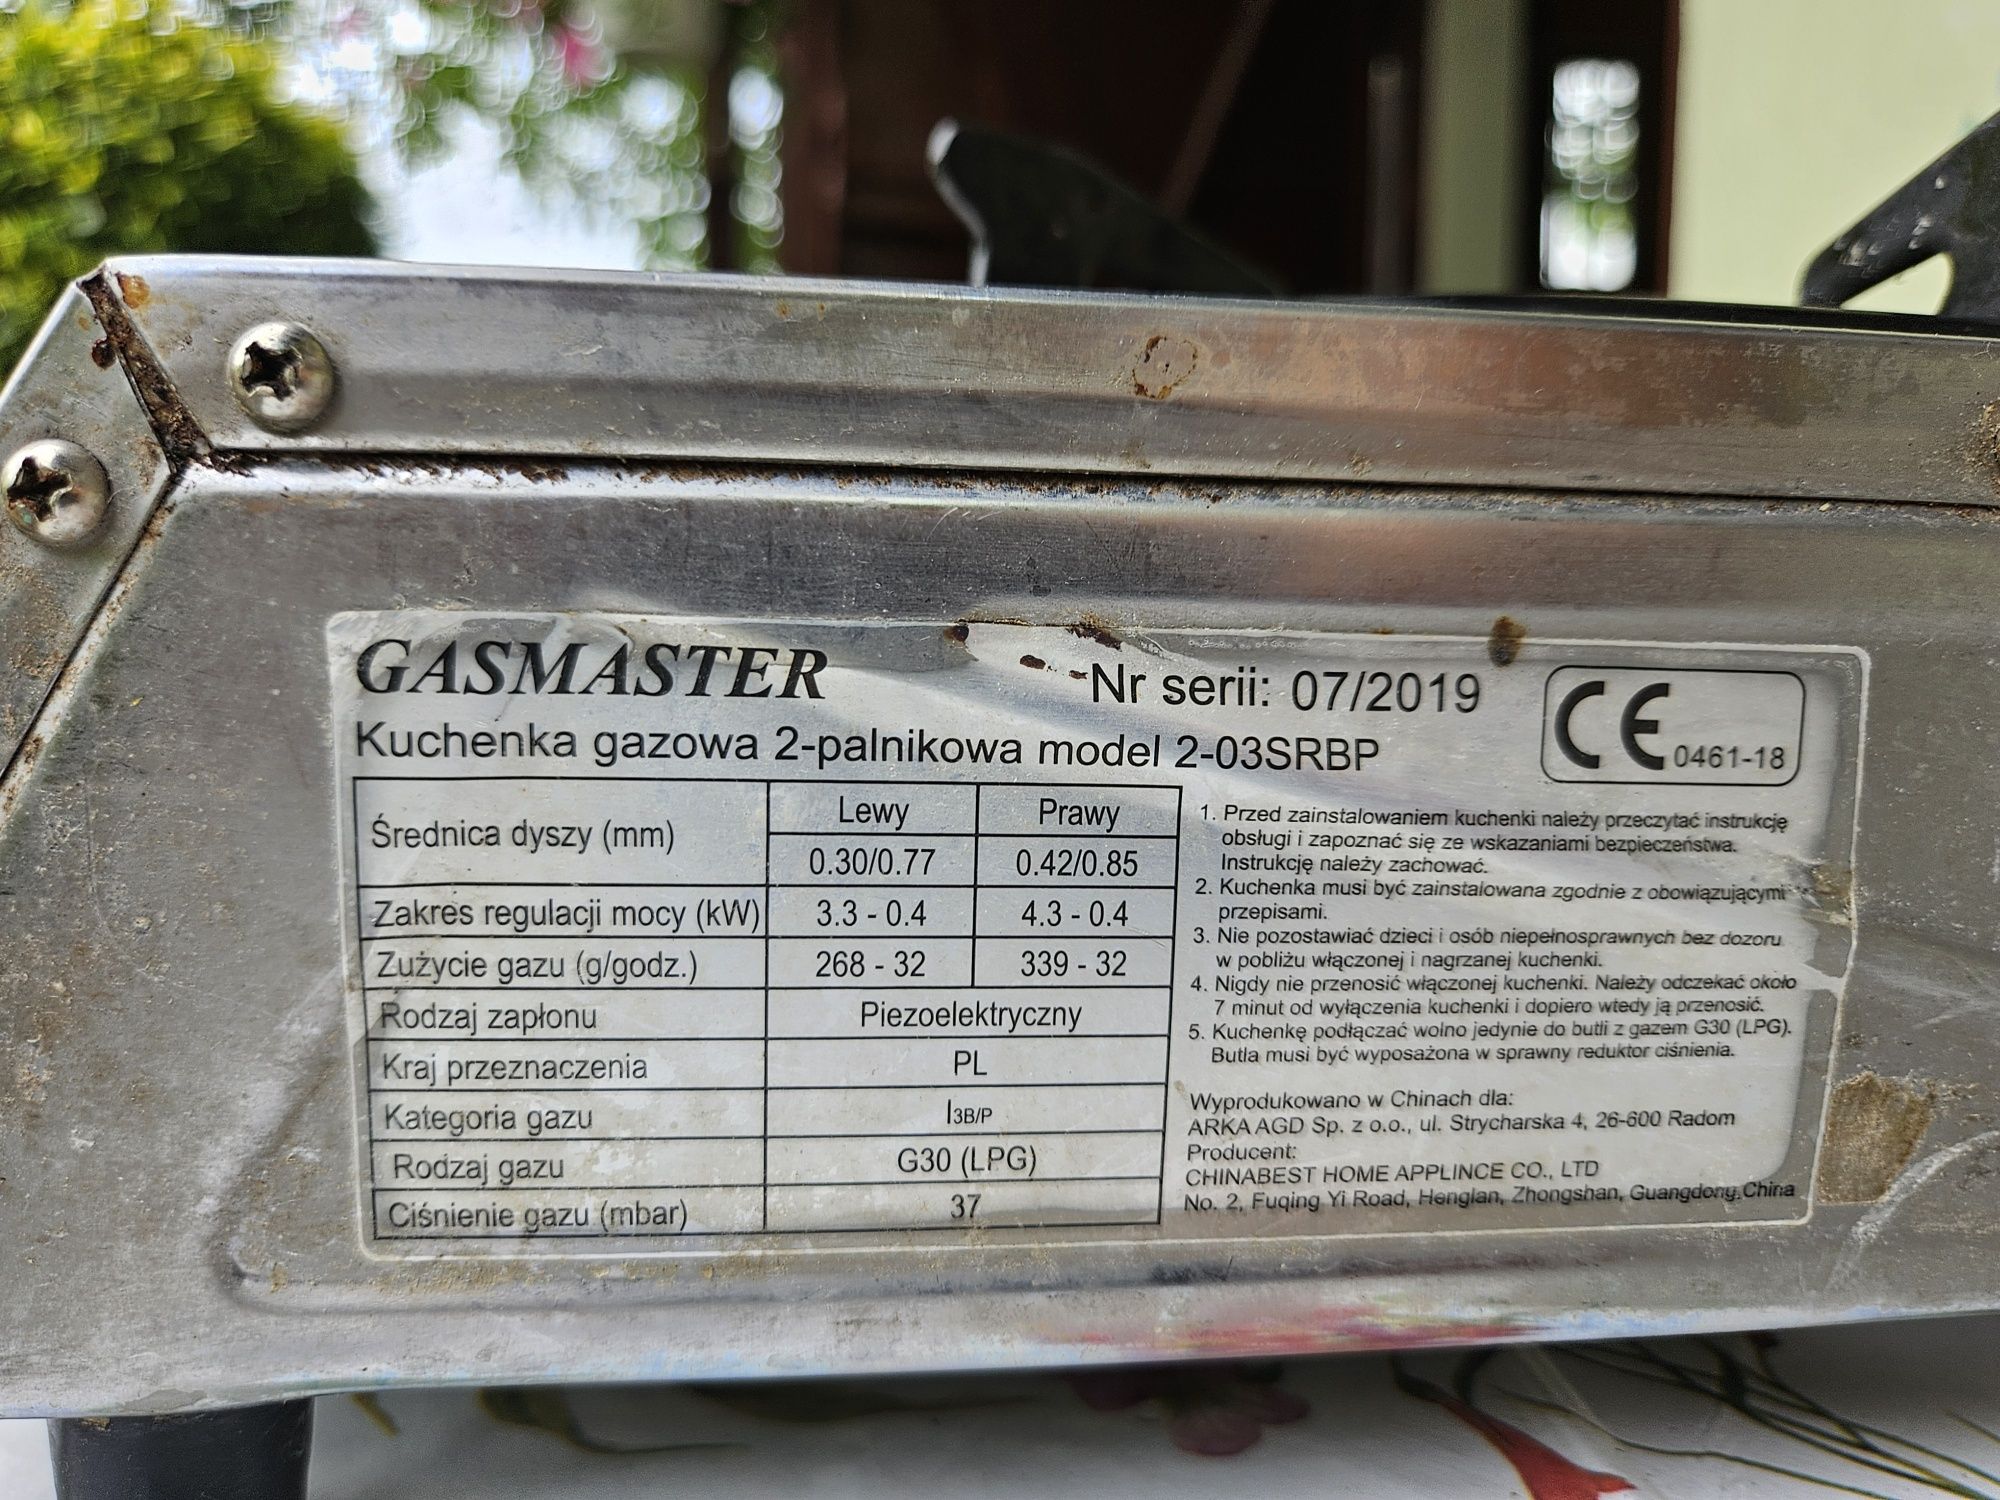 GASMASTER
Nr serii: 07/2019
CE 0461-18
Kuchenka gazowa 2-palnikowa model 2-03SRBP
Średnica dyszy (mm) Lewy Prawy
0.30/0.77 0.42/0.85
Zakres regulacji mocy (kW) 3.3 - 0.4 4.3 - 0.4
Zużycie gazu (g/godz.) 268 - 32 339 - 32
Rodzaj zapłonu Piezoelektryczny
Kraj przeznaczenia PL
Kategoria gazu I3B/P
Rodzaj gazu G30 (LPG)
Ciśnienie gazu (mbar) 37
1. Przed zainstalowaniem kuchenki należy przeczytać instrukcję
obsługi i zapoznać się ze wskazaniami bezpieczeństwa.
Instrukcję należy zachować.
2. Kuchenka musi być zainstalowana zgodnie z obowiązującymi
przepisami.
3. Nie pozostawiać dzieci i osób niepełnosprawnych bez dozoru
w pobliżu włączonej i nagrzanej kuchenki.
4. Nigdy nie przenosić włączonej kuchenki. Należy odczekać około
7 minut od wyłączenia kuchenki i dopiero wtedy ją przenosić.
5. Kuchenkę podłączać wolno jedynie do butli z gazem G30 (LPG).
Butla musi być wyposażona w sprawny reduktor ciśnienia.
Wyprodukowano w Chinach dla:
ARKA AGD Sp. z o.o., ul. Strycharska 4, 26-600 Radom
Producent:
CHINABEST HOME APPLINCE CO., LTD
No. 2, Fuqing Yi Road, Henglan, Zhongshan, Guangdong,China